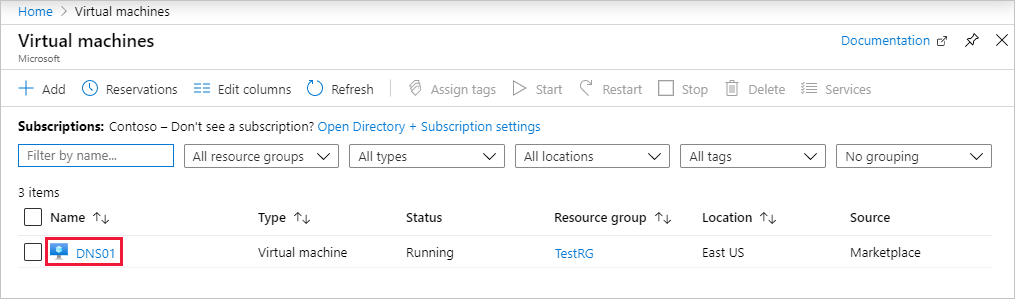 Home > Virtual machines
Virtual machines
Microsoft
Documentation
Add Reservations Edit columns Refresh Assign tags Start Restart Stop Delete Services
Subscriptions: Contoso – Don't see a subscription? Open Directory + Subscription settings
Filter by name... All resource groups All types All locations All tags No grouping
3 items
Name Type Status Resource group Location Source
DNS01 Virtual machine Running TestRG East US Marketplace